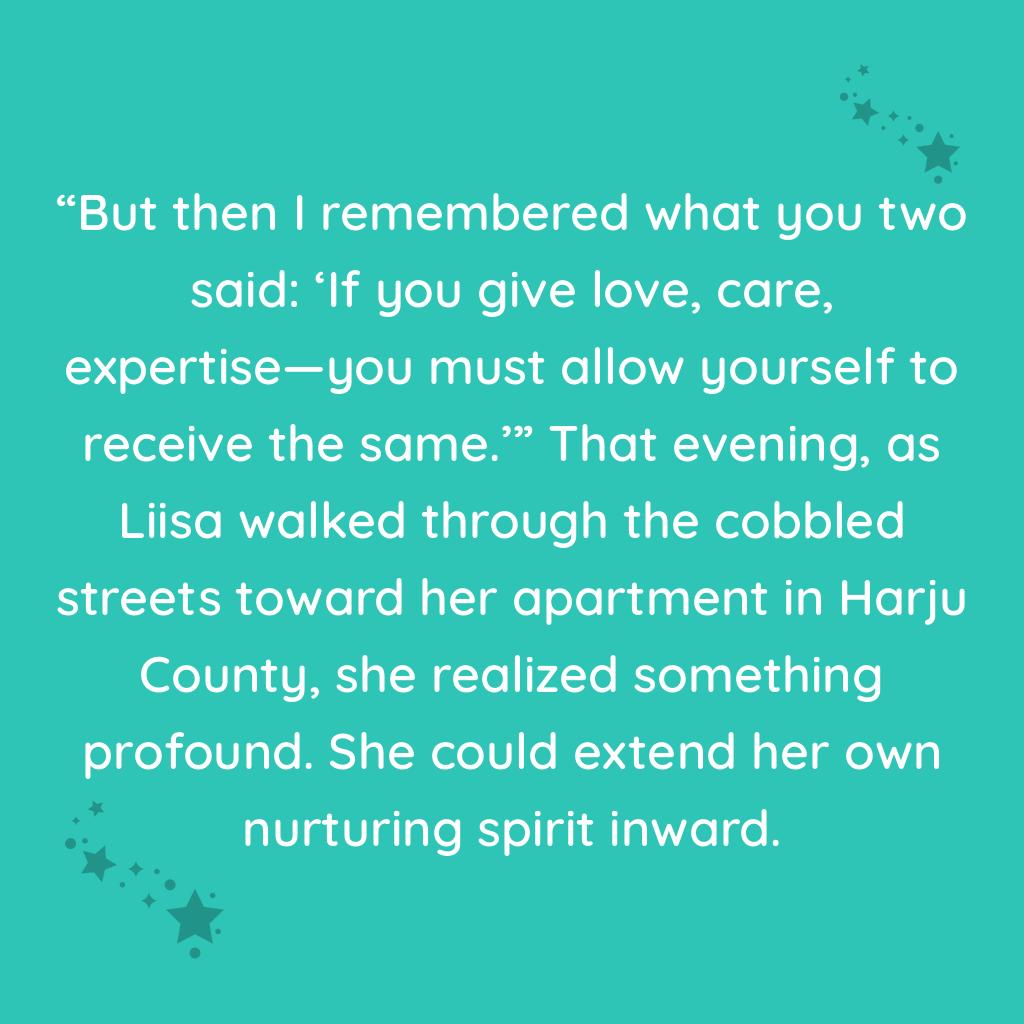 “But then I remembered what you two
said: ‘If you give love, care,
expertise—you must allow yourself to
receive the same.’” That evening, as
Liisa walked through the cobbled
streets toward her apartment in Harju
County, she realized something
profound. She could extend her own
nurturing spirit inward.